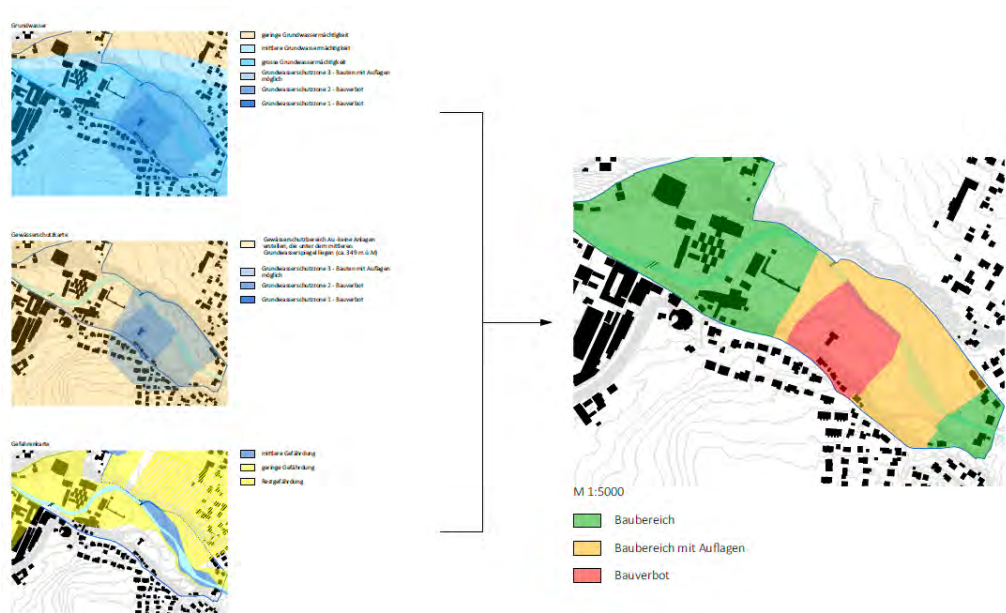 Grundwasser
geringe Grundwassermächtigkeit
mittlere Grundwassermächtigkeit
grosse Grundwassermächtigkeit
Grundwasserschutzzone 3 - Bauten mit Auflagen
möglich
Grundwasserschutzzone 2 - Bauverbot
Grundwasserschutzzone 1 - Bauverbot
Gewässerschutzkarte
Gewässerschutzbereich Au - keine Anlagen
erstellen, die unter dem mittleren
Grundwasserspiegel liegen (ca. 349 m ü.M)
Grundwasserschutzzone 3 - Bauten mit Auflagen
möglich
Grundwasserschutzzone 2 - Bauverbot
Grundwasserschutzzone 1 - Bauverbot
Gefahrenkarte
mittlere Gefährdung
geringe Gefährdung
Restgefährdung
M 1:5000
Baubereich
Baubereich mit Auflagen
Bauverbot